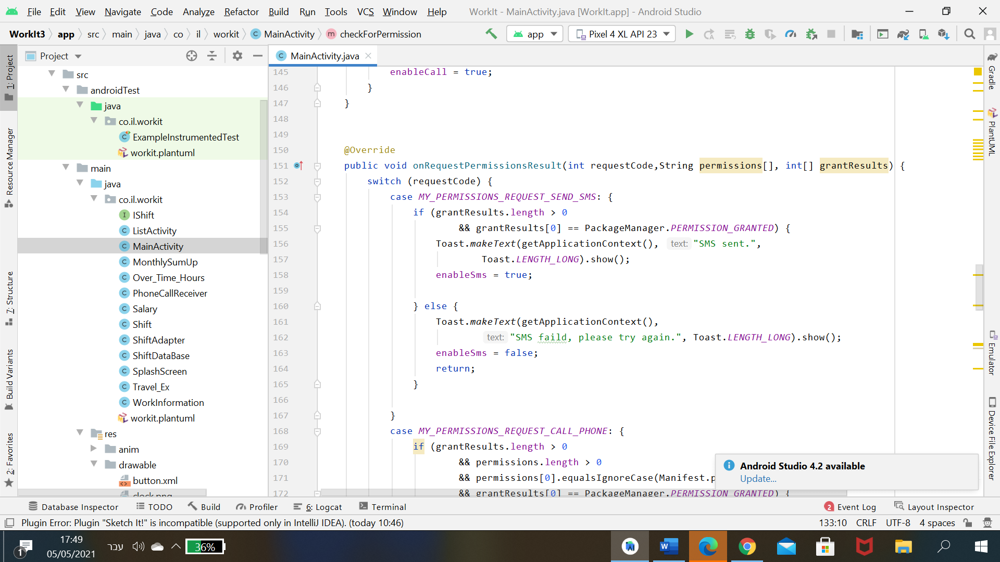 File Edit View Navigate Code Analyze Refactor Build Run Tools VCS Window Help WorkIt - MainActivity.java [WorkIt.app] - Android Studio
WorkIt3 app src main java co il workit MainActivity checkForPermission app Pixel 4 XL API 23
Project
MainActivity.java
1: Project
Resource Manager
7: Structure
Build Variants
2: Favorites
src
androidTest
java
co.il.workit
ExampleInstrumentedTest
workit.plantuml
main
java
co.il.workit
IShift
ListActivity
MainActivity
MonthlySumUp
Over_Time_Hours
PhoneCallReceiver
Salary
Shift
ShiftAdapter
ShiftDataBase
SplashScreen
Travel_Ex
WorkInformation
workit.plantuml
res
anim
drawable
button.xml
clock.png
145 enableCall = true;
146 }
147 }
148
149
150 @Override
151 public void onRequestPermissionsResult(int requestCode,String permissions[], int[] grantResults) {
152 switch (requestCode) {
153 case MY_PERMISSIONS_REQUEST_SEND_SMS: {
154 if (grantResults.length > 0
155 && grantResults[0] == PackageManager.PERMISSION_GRANTED) {
156 Toast.makeText(getApplicationContext(), text: "SMS sent.",
157 Toast.LENGTH_LONG).show();
158 enableSms = true;
159
160 } else {
161 Toast.makeText(getApplicationContext(),
162 text: "SMS faild, please try again.", Toast.LENGTH_LONG).show();
163 enableSms = false;
164 return;
165 }
166
167 }
168 case MY_PERMISSIONS_REQUEST_CALL_PHONE: {
169 if (grantResults.length > 0
170 && permissions.length > 0
171 && permissions[0].equalsIgnoreCase(Manifest.p
172 && grantResults[0] == PackageManager.PERMISSION_GRANTED) {
Gradle
PlantUML
Emulator
Device File Explorer
Android Studio 4.2 available
Update...
Database Inspector TODO Build Profiler 6: Logcat Terminal 2 Event Log Layout Inspector
Plugin Error: Plugin "Sketch It!" is incompatible (supported only in IntelliJ IDEA). (today 10:46) 133:10 CRLF UTF-8 4 spaces
1 17:49
05/05/2021
עבר
36%